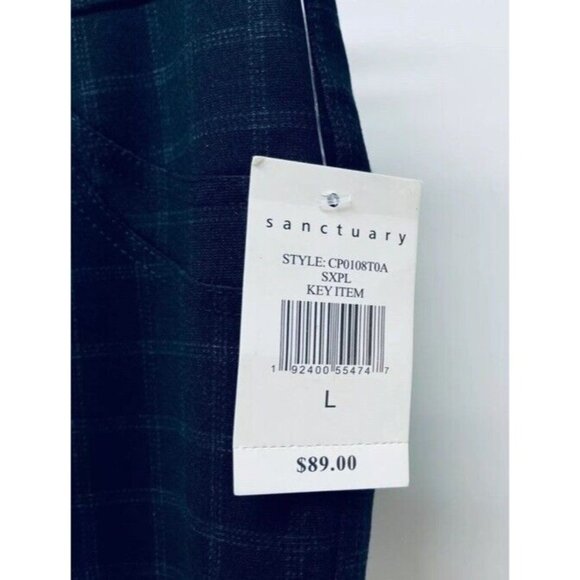 sanctuary
STYLE: CP0108T0A
SXPL
KEY ITEM
1 92400 55474 7
L
$89.00